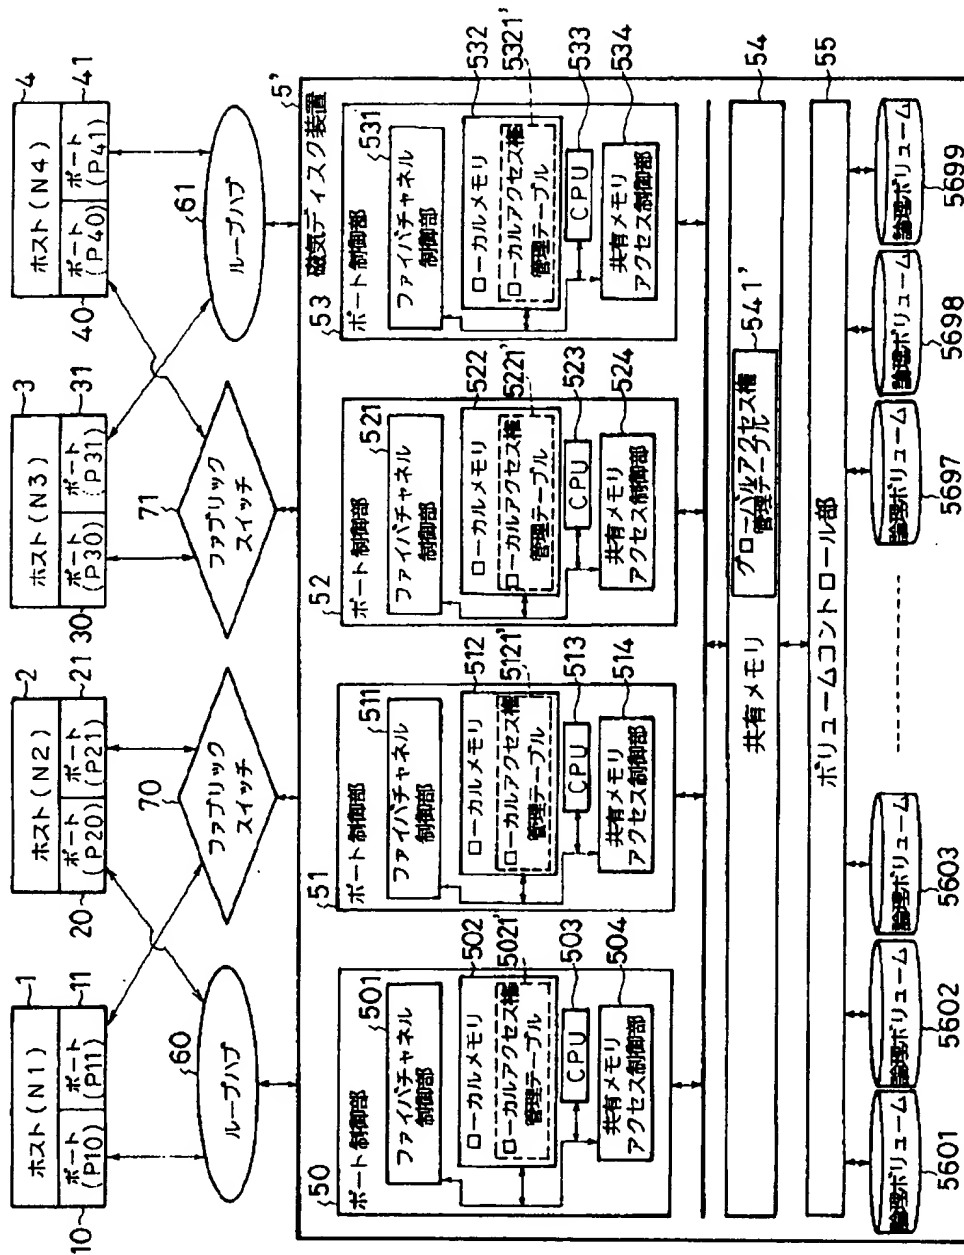 ホスト(N1)
1
ポート
(P10)
ポート
(P11)
10
11
ホスト(N2)
2
ポート
(P20)
ポート
(P21)
20
21
ホスト(N3)
3
ポート
(P30)
ポート
(P31)
30
31
ホスト(N4)
4
ポート
(P40)
ポート
(P41)
40
41
ループハブ
60
ファブリック
スイッチ
70
ファブリック
スイッチ
71
ループハブ
61
磁気ディスク装置
5'
ポート制御部
50
ファイバチャネル
制御部
501
ローカルメモリ
502
ローカルアクセス権
管理テーブル
5021'
CPU
503
共有メモリ
アクセス制御部
504
ポート制御部
51
ファイバチャネル
制御部
511
ローカルメモリ
512
ローカルアクセス権
管理テーブル
5121'
CPU
513
共有メモリ
アクセス制御部
514
ポート制御部
52
ファイバチャネル
制御部
521
ローカルメモリ
522
ローカルアクセス権
管理テーブル
5221'
CPU
523
共有メモリ
アクセス制御部
524
ポート制御部
53
ファイバチャネル
制御部
531
ローカルメモリ
532
ローカルアクセス権
管理テーブル
5321'
CPU
533
共有メモリ
アクセス制御部
534
共有メモリ
54
グローバルアクセス権
管理テーブル
541'
ボリュームコントロール部
55
論理ボリューム
5601
論理ボリューム
5602
論理ボリューム
5603
論理ボリューム
5697
論理ボリューム
5698
論理ボリューム
5699